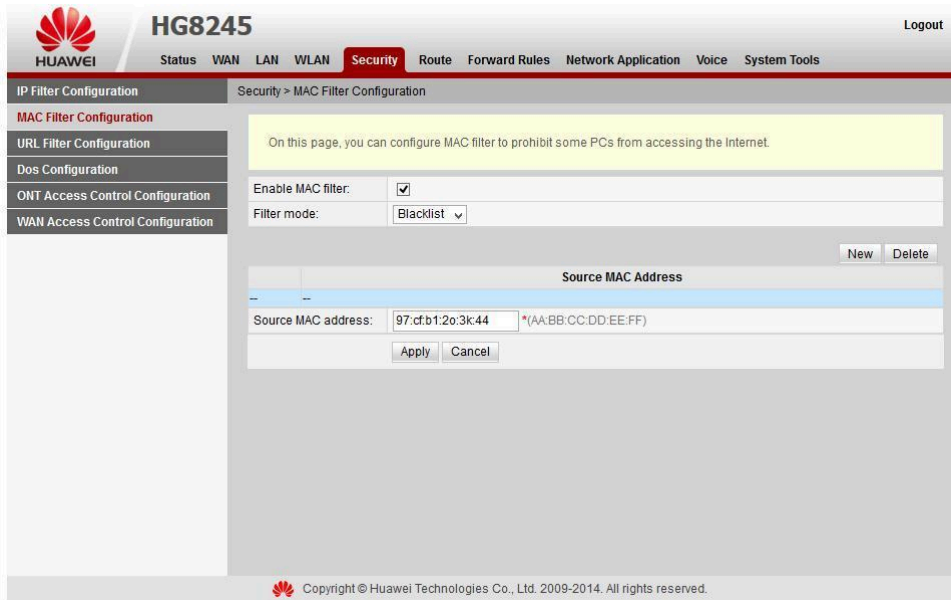 HG8245
Logout
HUAWEI
Status WAN LAN WLAN Security Route Forward Rules Network Application Voice System Tools
IP Filter Configuration
MAC Filter Configuration
URL Filter Configuration
Dos Configuration
ONT Access Control Configuration
WAN Access Control Configuration
Security > MAC Filter Configuration
On this page, you can configure MAC filter to prohibit some PCs from accessing the Internet.
Enable MAC filter:
Filter mode: Blacklist
New Delete
Source MAC Address
-- --
Source MAC address: 97:cf:b1:2o:3k:44 *(AA:BB:CC:DD:EE:FF)
Apply Cancel
Copyright © Huawei Technologies Co., Ltd. 2009-2014. All rights reserved.